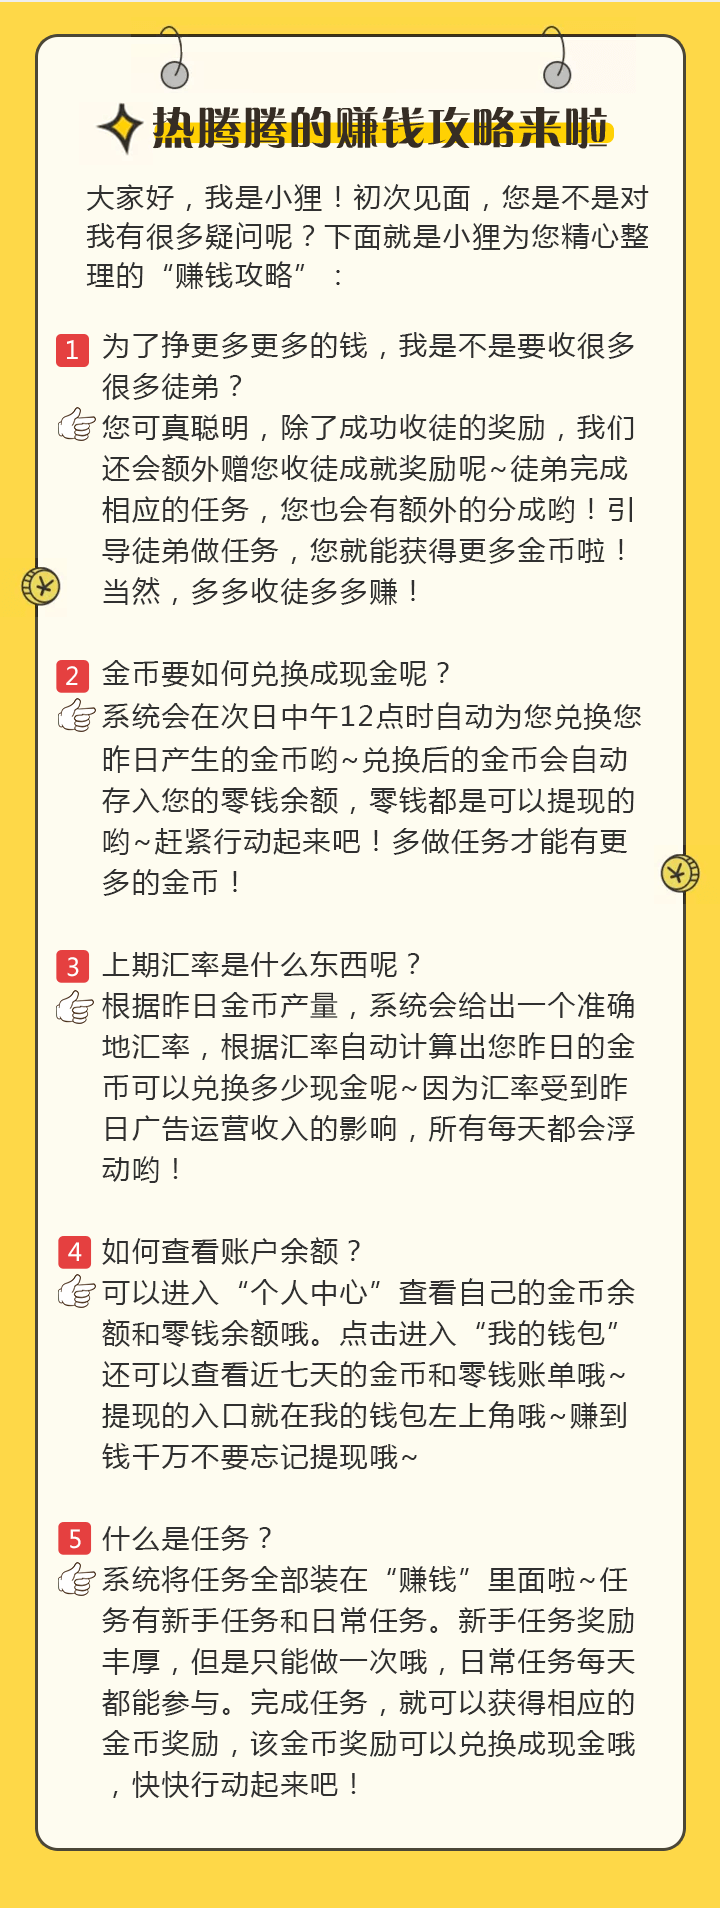 热腾腾的赚钱攻略来啦
大家好，我是小狸！初次见面，您是不是对
我有很多疑问呢？下面就是小狸为您精心整
理的“赚钱攻略”：
1 为了挣更多更多的钱，我是不是要收很多
很多徒弟？
您可真聪明，除了成功收徒的奖励，我们
还会额外赠您收徒成就奖励呢~徒弟完成
相应的任务，您也会有额外的分成哟！引
导徒弟做任务，您就能获得更多金币啦！
当然，多多收徒多多赚！
2 金币要如何兑换成现金呢？
系统会在次日中午12点时自动为您兑换您
昨日产生的金币哟~兑换后的金币会自动
存入您的零钱余额，零钱都是可以提现的
哟~赶紧行动起来吧！多做任务才能有更
多的金币！
3 上期汇率是什么东西呢？
根据昨日金币产量，系统会给出一个准确
地汇率，根据汇率自动计算出您昨日的金
币可以兑换多少现金呢~因为汇率受到昨
日广告运营收入的影响，所有每天都会浮
动哟！
4 如何查看账户余额？
可以进入“个人中心”查看自己的金币余
额和零钱余额哦。点击进入“我的钱包”
还可以查看近七天的金币和零钱账单哦~
提现的入口就在我的钱包左上角哦~赚到
钱千万不要忘记提现哦~
5 什么是任务？
系统将任务全部装在“赚钱”里面啦~任
务有新手任务和日常任务。新手任务奖励
丰厚，但是只能做一次哦，日常任务每天
都能参与。完成任务，就可以获得相应的
金币奖励，该金币奖励可以兑换成现金哦
，快快行动起来吧！